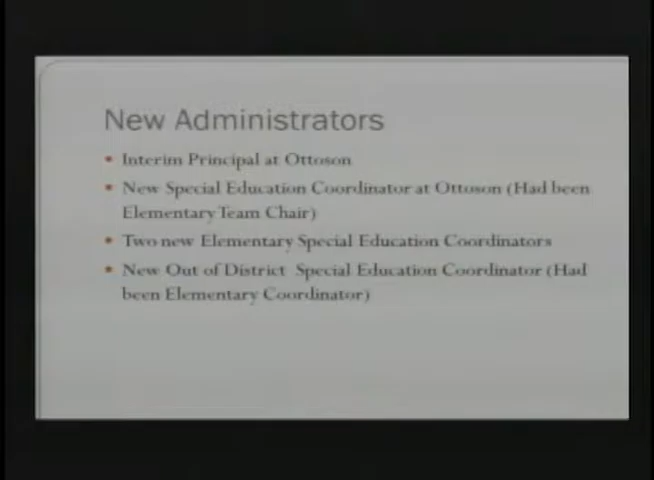 New Administrators
• Interim Principal at Ottoson
• New Special Education Coordinator at Ottoson (Had been
Elementary Team Chair)
• Two new Elementary Special Education Coordinators
• New Out of District Special Education Coordinator (Had
been Elementary Coordinator)